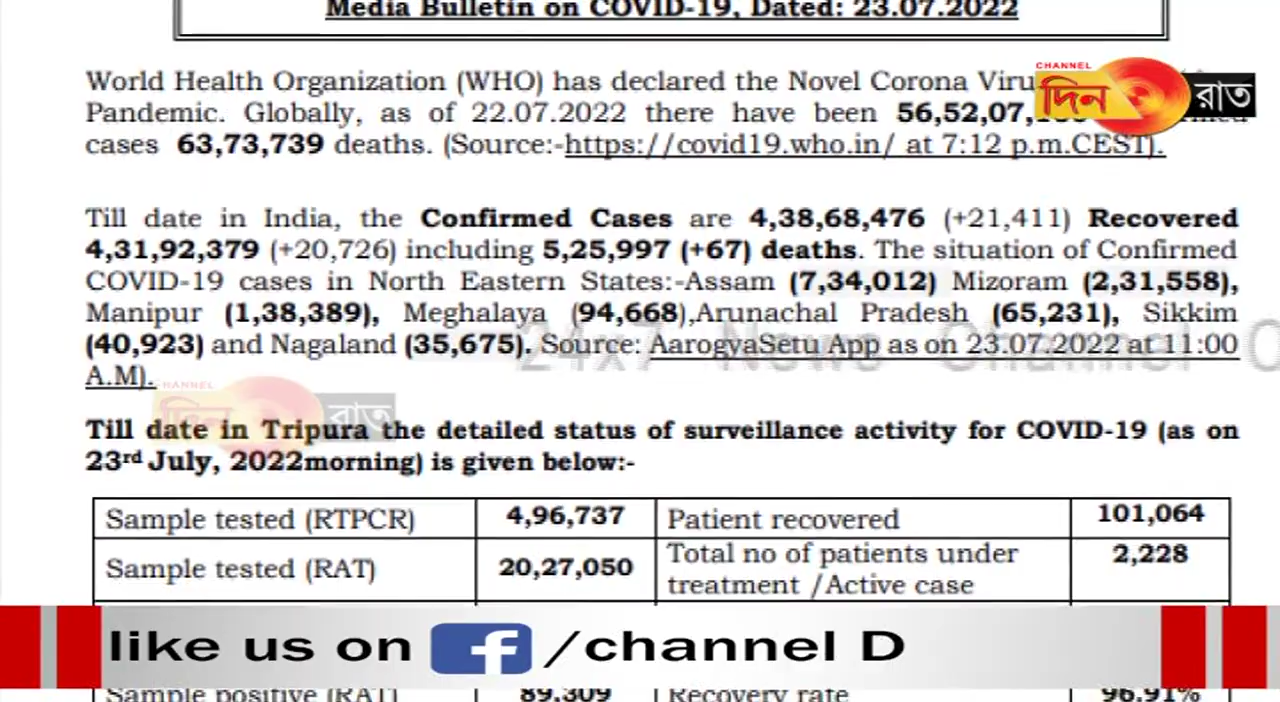 Media Bulletin on COVID-19, Dated: 23.07.2022
World Health Organization (WHO) has declared the Novel Corona
CHANNEL
দিন রাত
Pandemic. Globally, as of 22.07.2022 there have been
cases 63,73,739 deaths. (Source:-https://covid19.who.in/ at 7:12 p.m.CEST).
Till date in India, the Confirmed Cases are 4,38,68,476 (+21,411) Recovered
4,31,92,379 (+20,726) including 5,25,997 (+67) deaths. The situation of Confirmed
COVID-19 cases in North Eastern States:-Assam (7,34,012) Mizoram (2,31,558),
Manipur (1,38,389), Meghalaya (94,668),Arunachal Pradesh (65,231), Sikkim
(40,923) and Nagaland (35,675). Source: AarogyaSetu App as on 23.07.2022 at 11:00
24x7 News Channel
A.M).
CHANNEL
দিন রাত
Till date in Tripura the detailed status of surveillance activity for COVID-19 (as on
23rd July, 2022morning) is given below:-
Sample tested (RTPCR) 4,96,737 Patient recovered 101,064
Sample tested (RAT) 20,27,050 Total no of patients under 2,228
treatment /Active case
like us on f/channel D
Sample positive (RAT) 89,309 Recovery rate 96.91%